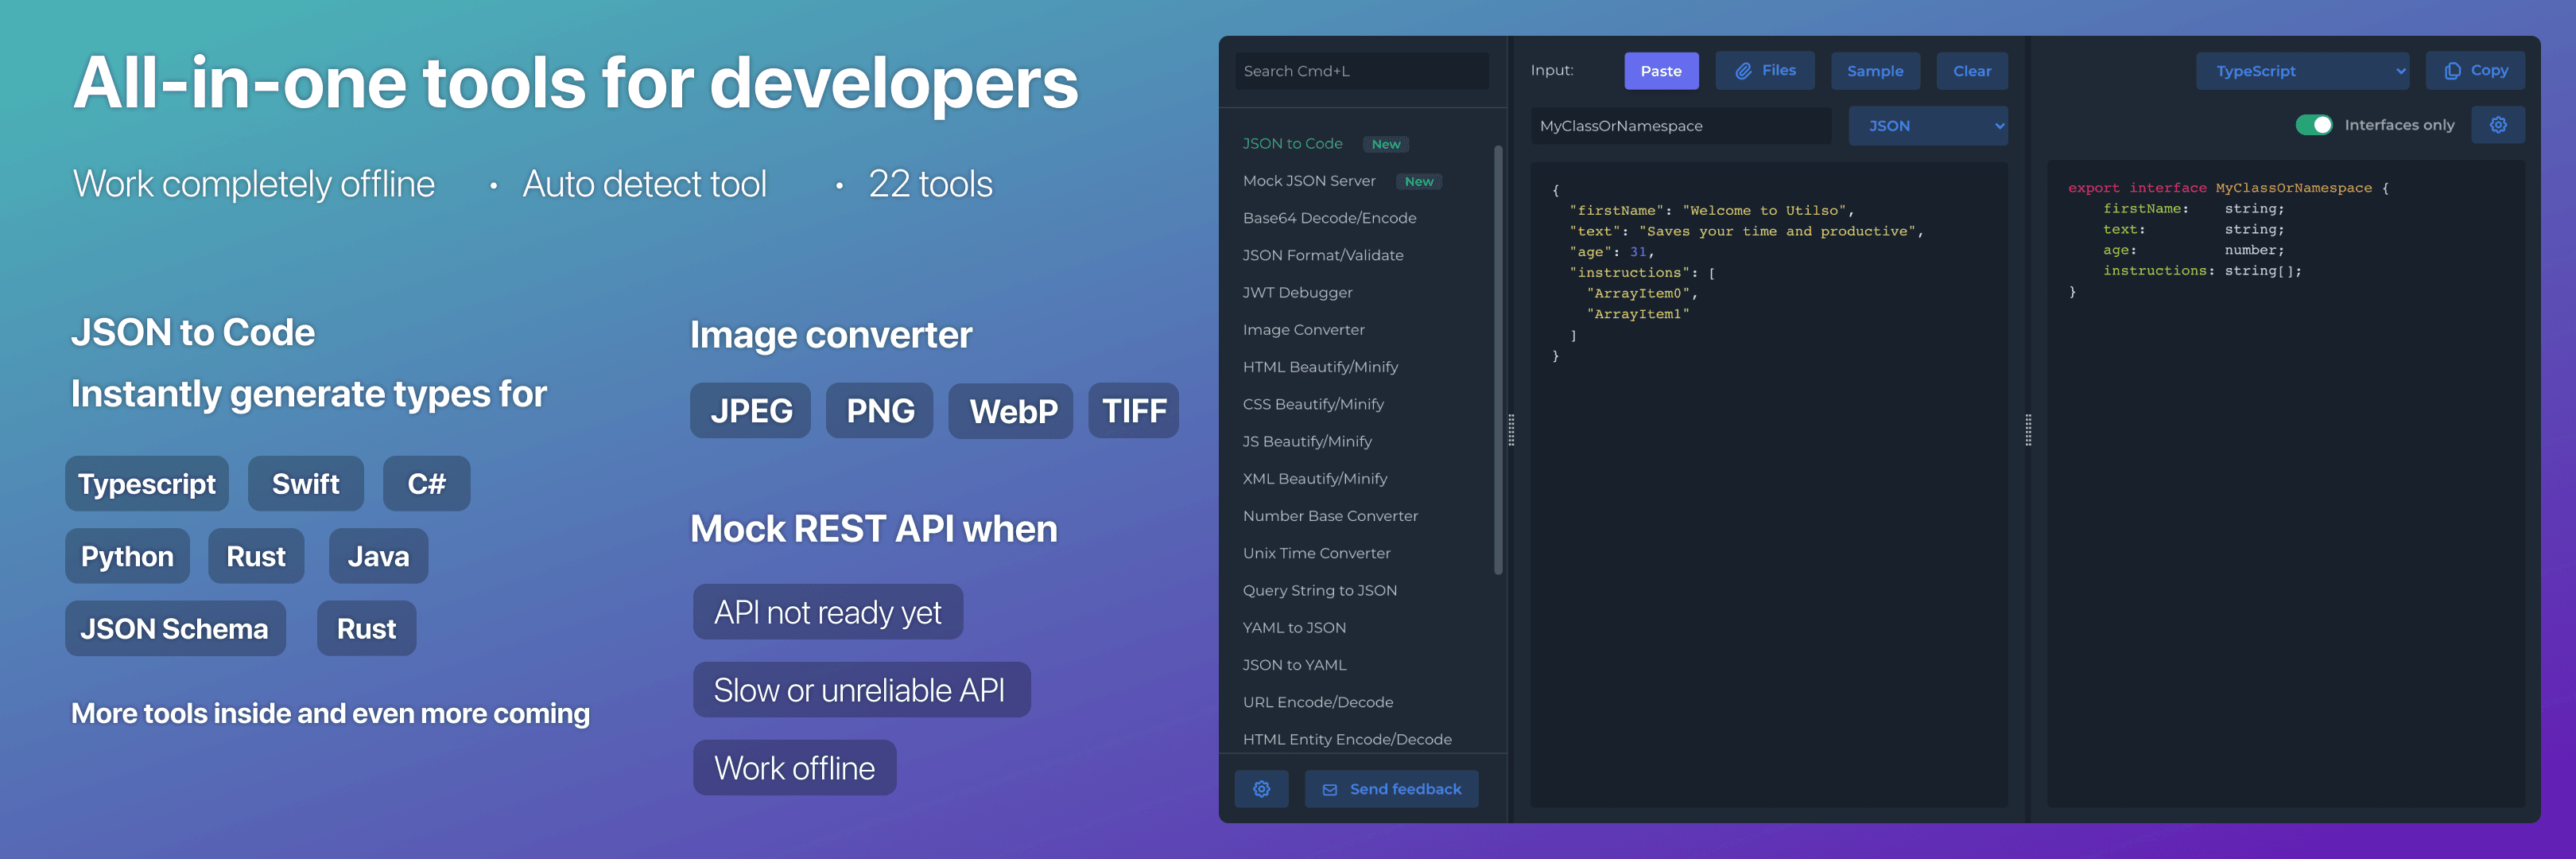 All-in-one tools for developers
Work completely offline • Auto detect tool • 22 tools
JSON to Code
Instantly generate types for
Typescript Swift C#
Python Rust Java
JSON Schema Rust
More tools inside and even more coming
Image converter
JPEG PNG WebP TIFF
Mock REST API when
API not ready yet
Slow or unreliable API
Work offline
Search Cmd+L
JSON to Code New
Mock JSON Server New
Base64 Decode/Encode
JSON Format/Validate
JWT Debugger
Image Converter
HTML Beautify/Minify
CSS Beautify/Minify
JS Beautify/Minify
XML Beautify/Minify
Number Base Converter
Unix Time Converter
Query String to JSON
YAML to JSON
JSON to YAML
URL Encode/Decode
HTML Entity Encode/Decode
Send feedback
Input: Paste Files Sample Clear
MyClassOrNamespace JSON
{
"firstName": "Welcome to Utilso",
"text": "Saves your time and productive",
"age": 31,
"instructions": [
"ArrayItem0",
"ArrayItem1"
]
}
TypeScript Copy
Interfaces only
export interface MyClassOrNamespace {
firstName: string;
text: string;
age: number;
instructions: string[];
}